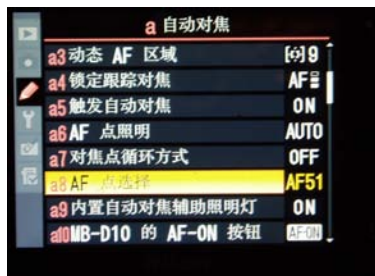 a 自动对焦
a3 动态 AF 区域 [ ] 9
a4 锁定跟踪对焦 AF
a5 触发自动对焦 ON
a6 AF 点照明 AUTO
a7 对焦点循环方式 OFF
a8 AF 点选择 AF51
a9 内置自动对焦辅助照明灯 ON
a10 MB-D10 的 AF-ON 按钮 AF-ON